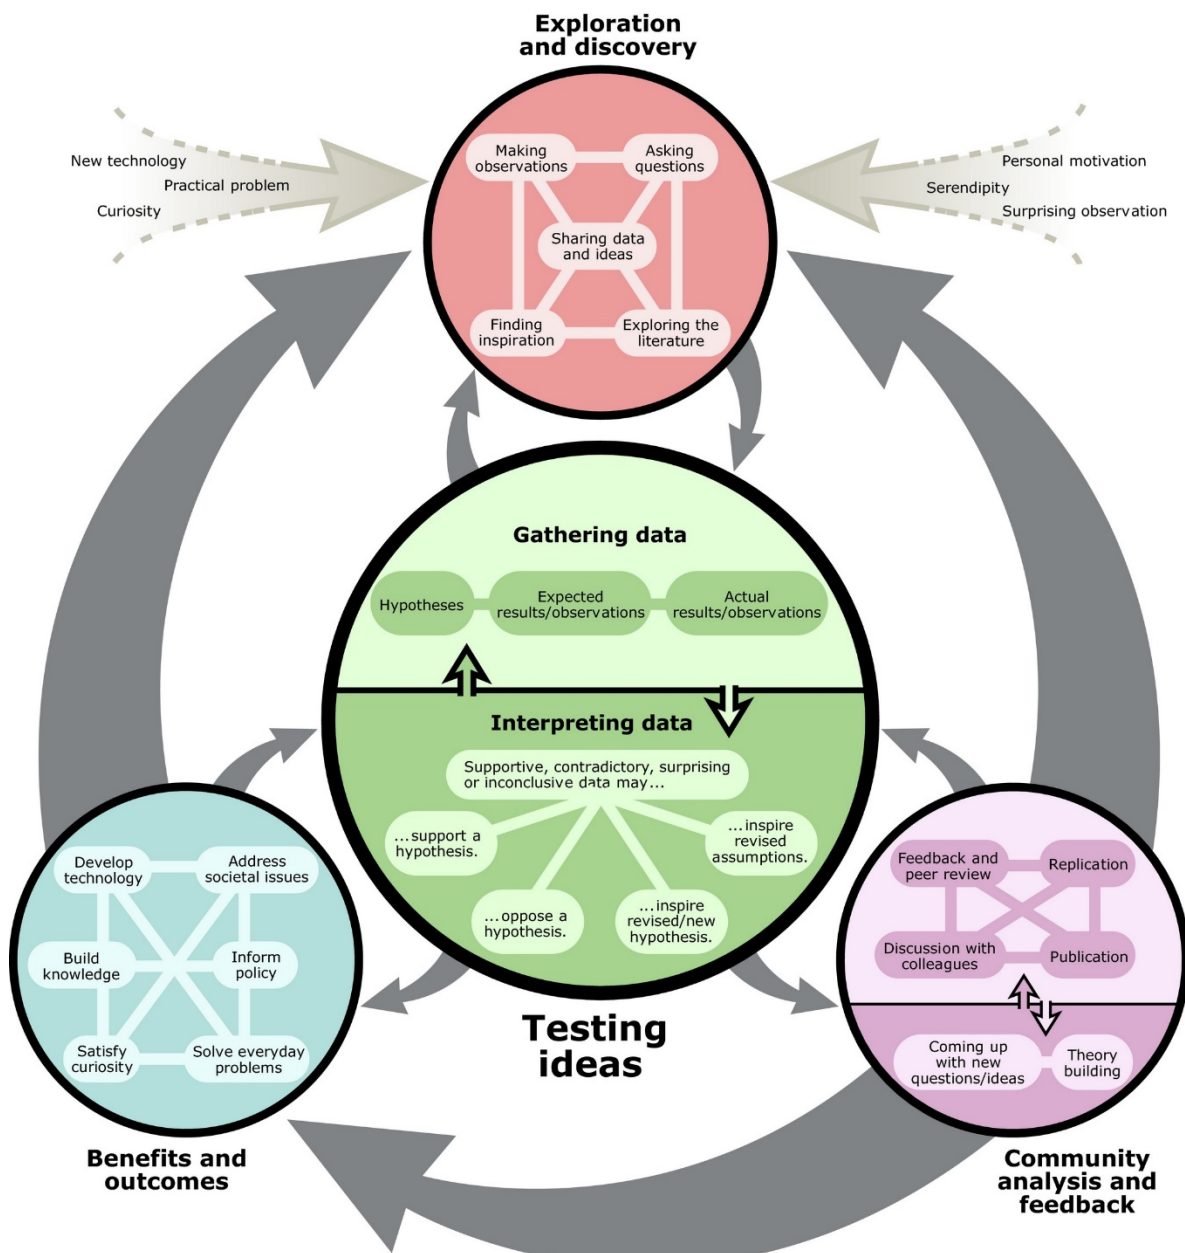 Exploration
and discovery
New technology
Practical problem
Curiosity
Personal motivation
Serendipity
Surprising observation
Making
observations
Asking
questions
Sharing data
and ideas
Finding
inspiration
Exploring the
literature
Gathering data
Hypotheses
Expected
results/observations
Actual
results/observations
Interpreting data
Supportive, contradictory, surprising
or inconclusive data may...
...support a
hypothesis.
...oppose a
hypothesis.
...inspire
revised/new
hypothesis.
...inspire
revised
assumptions.
Testing
ideas
Develop
technology
Address
societal issues
Build
knowledge
Inform
policy
Satisfy
curiosity
Solve everyday
problems
Benefits and
outcomes
Feedback and
peer review
Replication
Discussion with
colleagues
Publication
Coming up
with new
questions/ideas
Theory
building
Community
analysis and
feedback